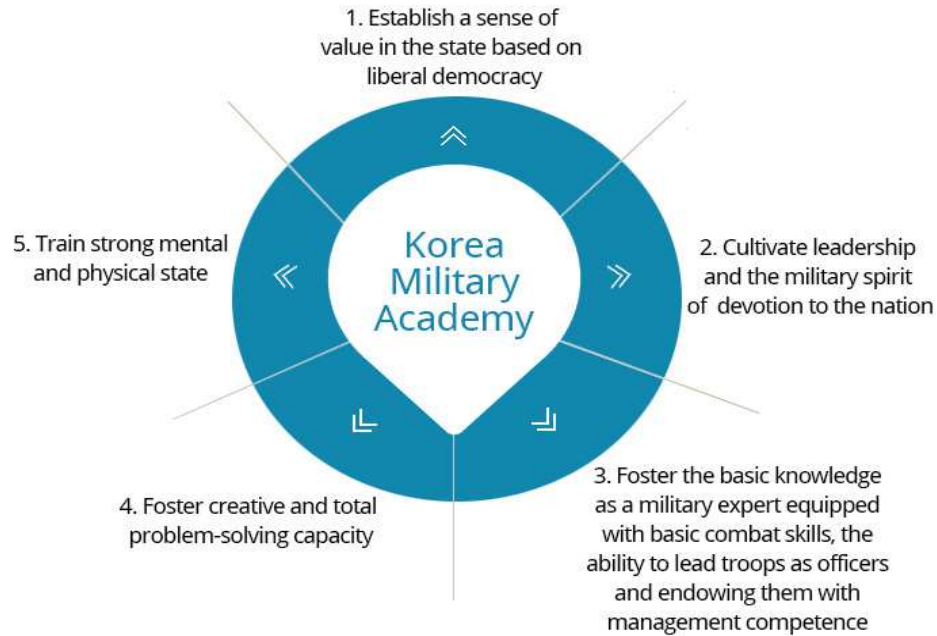 1. Establish a sense of
value in the state based on
liberal democracy
5. Train strong mental
and physical state
Korea
Military
Academy
2. Cultivate leadership
and the military spirit
of devotion to the nation
4. Foster creative and total
problem-solving capacity
3. Foster the basic knowledge
as a military expert equipped
with basic combat skills, the
ability to lead troops as officers
and endowing them with
management competence